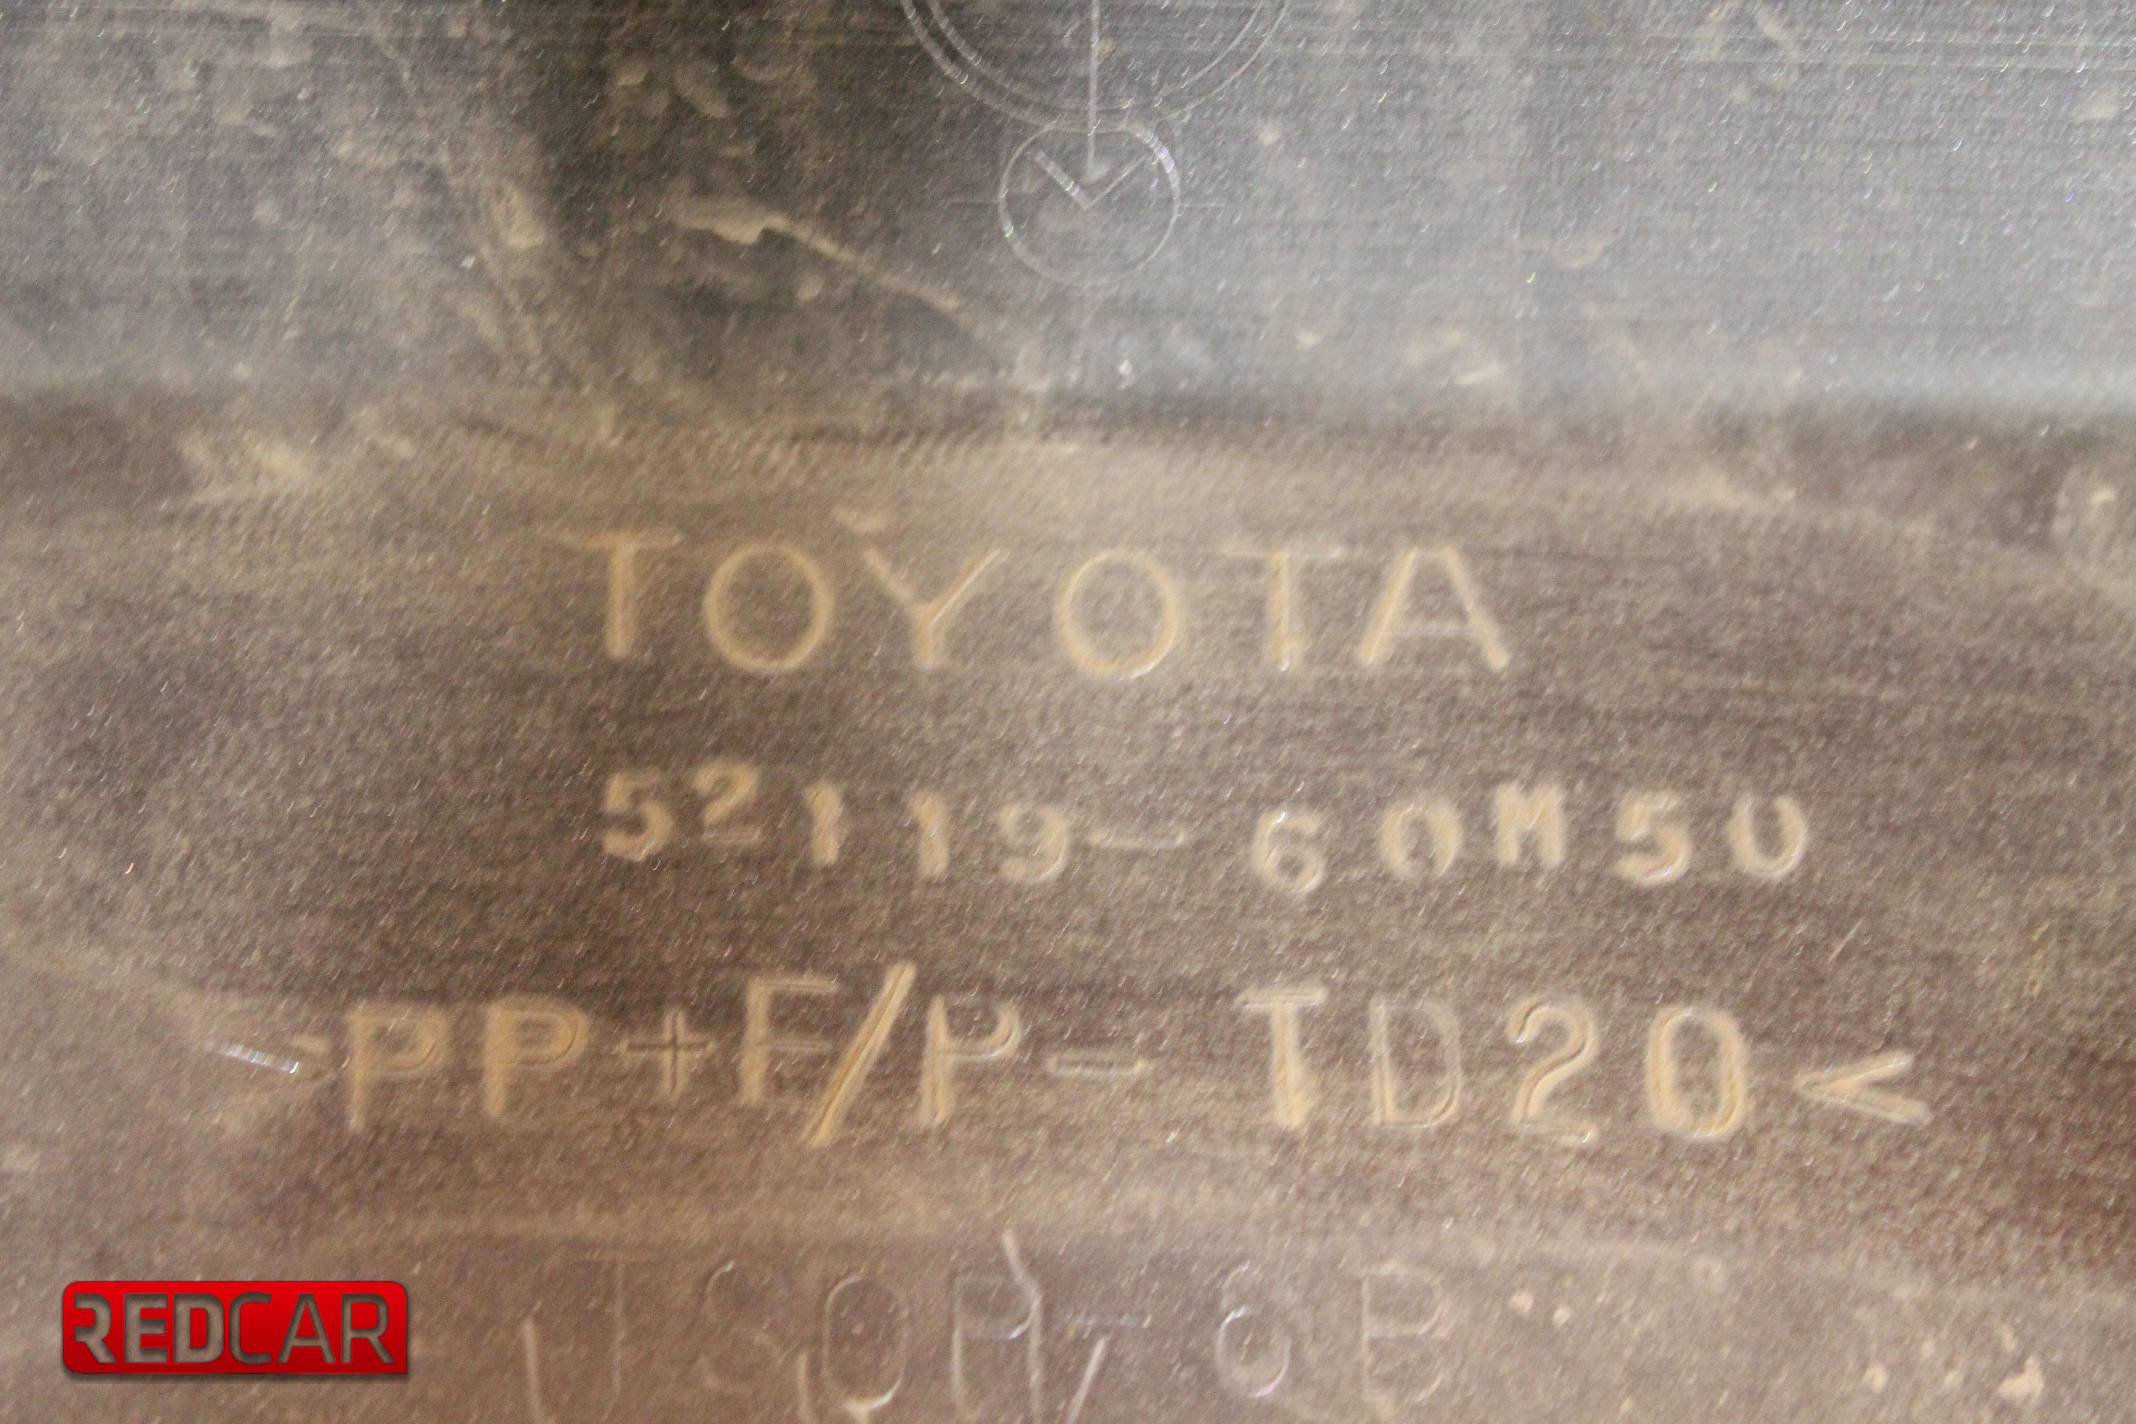 TOYOTA
52119-60M50
>PP+F/P-TD20<
REDCAR